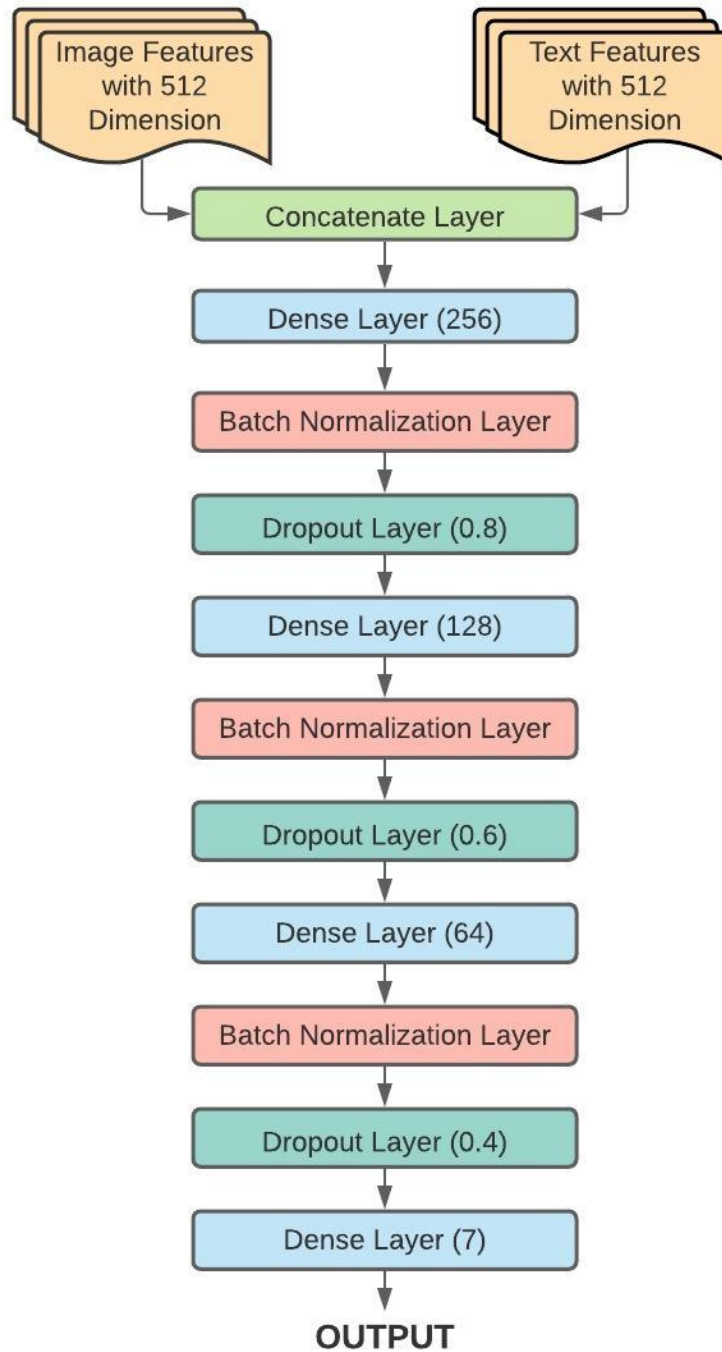 Image Features
with 512
Dimension
Text Features
with 512
Dimension
Concatenate Layer
Dense Layer (256)
Batch Normalization Layer
Dropout Layer (0.8)
Dense Layer (128)
Batch Normalization Layer
Dropout Layer (0.6)
Dense Layer (64)
Batch Normalization Layer
Dropout Layer (0.4)
Dense Layer (7)
OUTPUT